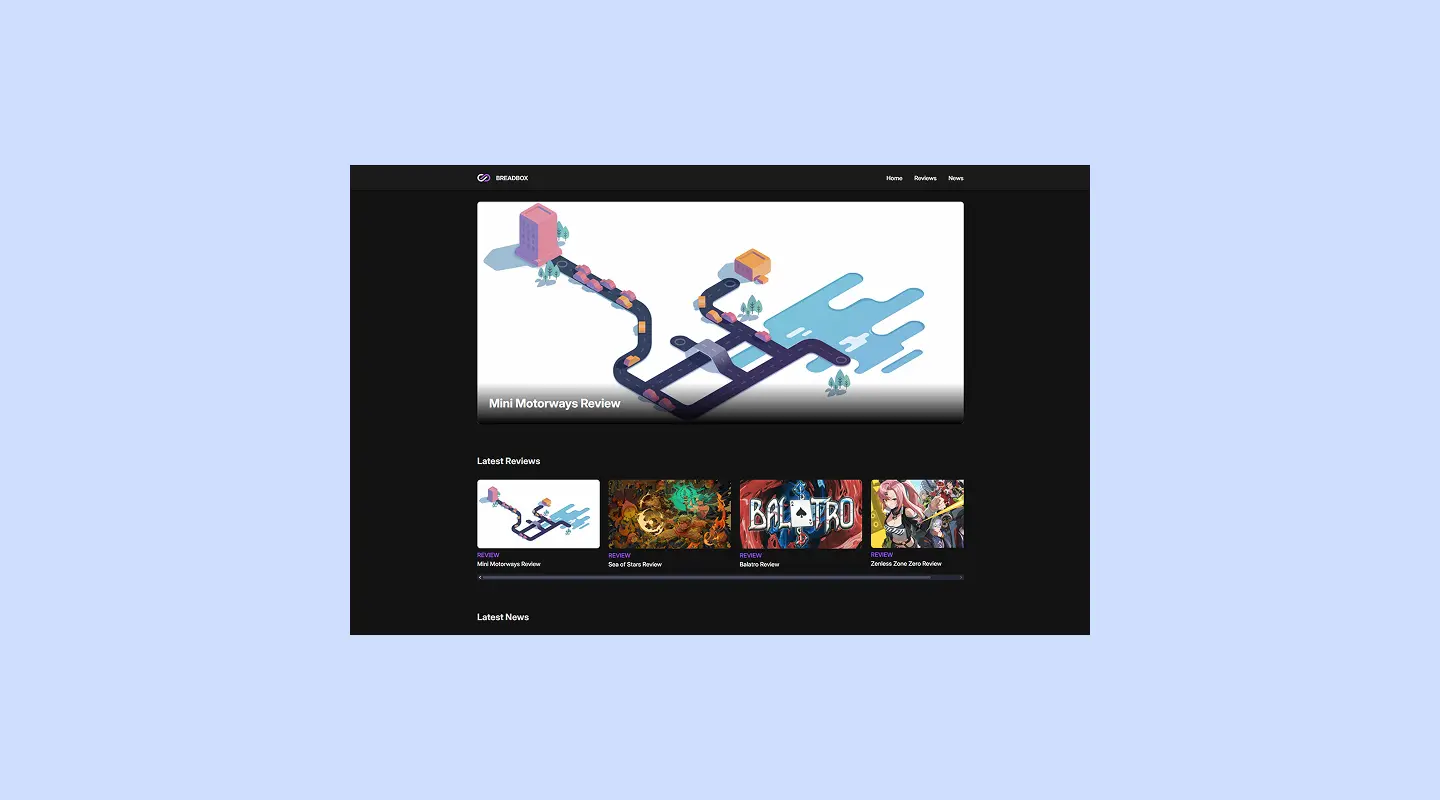 BREADBOX
Home Reviews News
Mini Motorways Review
Latest Reviews
BALATRO
REVIEW
Mini Motorways Review
REVIEW
Sea of Stars Review
REVIEW
Balatro Review
REVIEW
Zenless Zone Zero Review
Latest News